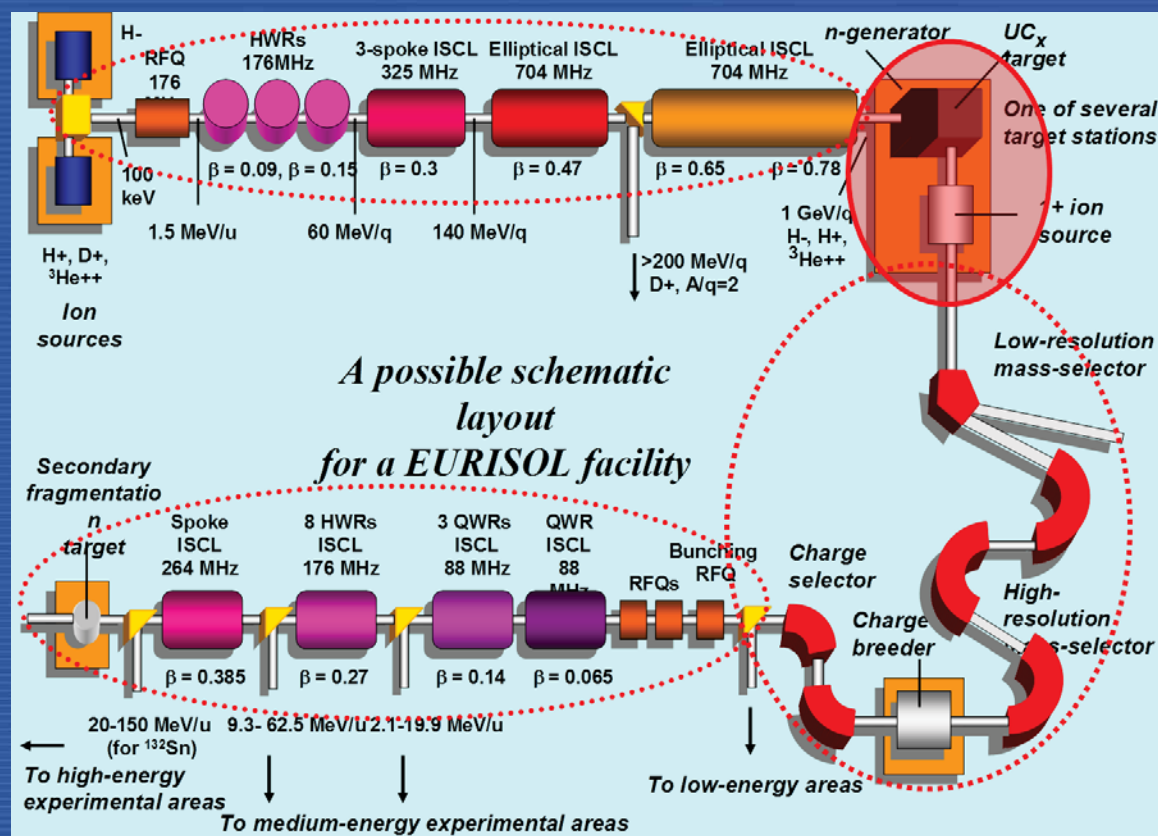 H-
RFQ
176
HWRs
176MHz
3-spoke ISCL
325 MHz
Elliptical ISCL
704 MHz
Elliptical ISCL
704 MHz
n-generator
UCx
target
One of several
target stations
100
keV
β = 0.09, β = 0.15
β = 0.3
β = 0.47
β = 0.65
β = 0.78
1.5 MeV/u
60 MeV/q
140 MeV/q
H+, D+,
³He++
Ion
sources
>200 MeV/q
D+, A/q=2
1 GeV/q
H-, H+,
³He++
ion
source
Low-resolution
mass-selector
A possible schematic
layout
for a EURISOL facility
Secondary
fragmentatio
n
target
Spoke
ISCL
264 MHz
8 HWRs
ISCL
176 MHz
3 QWRs
ISCL
88 MHz
QWR
ISCL
88
MHz
RFQs
Bunching
RFQ
Charge
selector
Charge
breeder
High-
resolution
-selector
β = 0.385
β = 0.27
β = 0.14
β = 0.065
20-150 MeV/u
(for ¹³²Sn)
9.3- 62.5 MeV/u
2.1-19.9 MeV/u
To high-energy
experimental areas
To medium-energy experimental areas
To low-energy areas